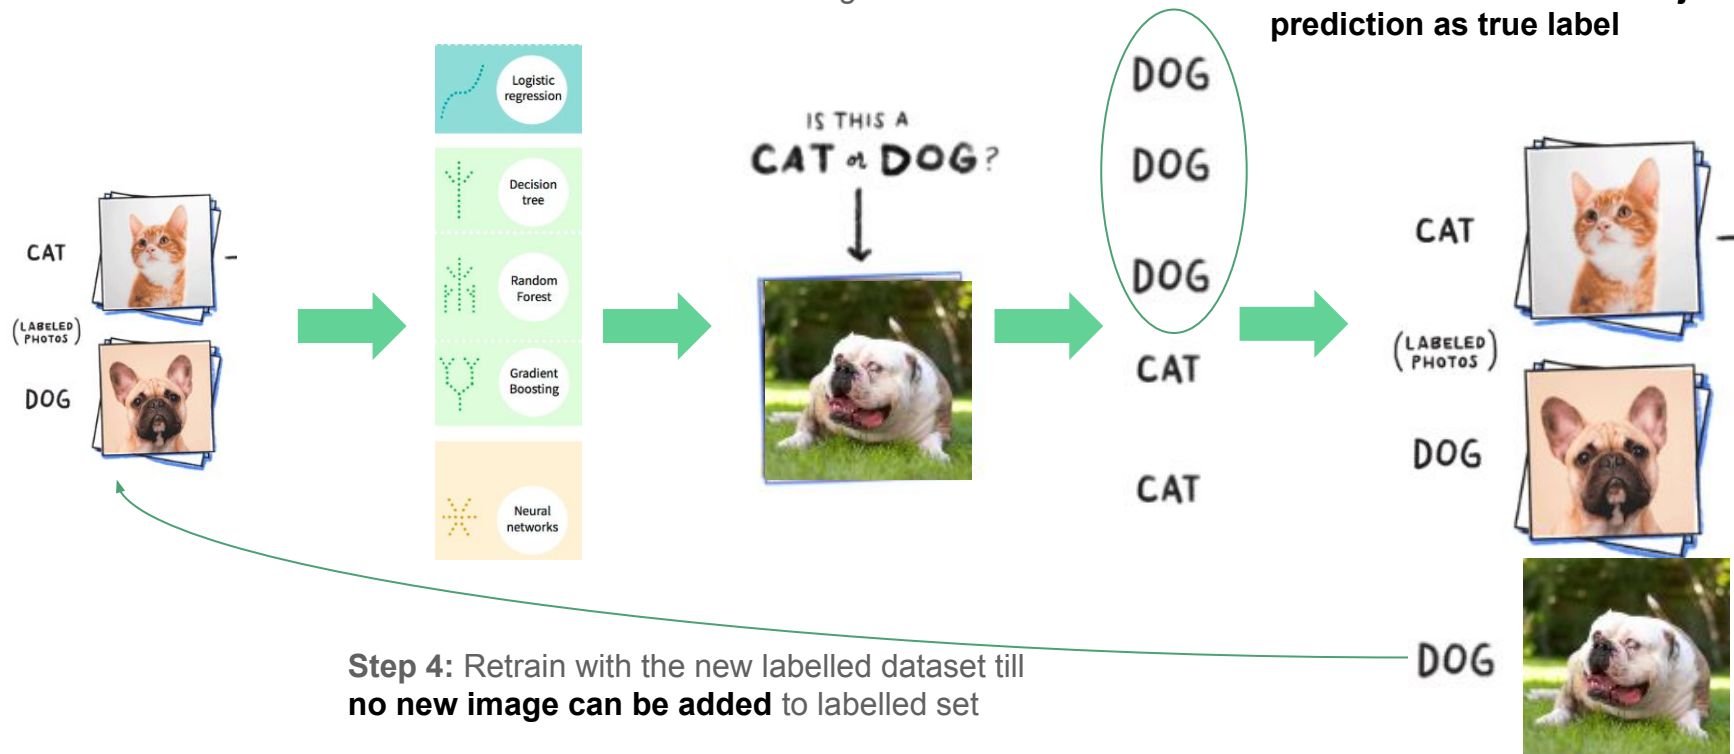 prediction as true label
Logistic
regression
Decision
tree
Random
Forest
Gradient
Boosting
Neural
networks
CAT
(LABELED
PHOTOS)
DOG
IS THIS A
CAT or DOG?
DOG
DOG
DOG
CAT
CAT
CAT
(LABELED
PHOTOS)
DOG
DOG
Step 4: Retrain with the new labelled dataset till
no new image can be added to labelled set